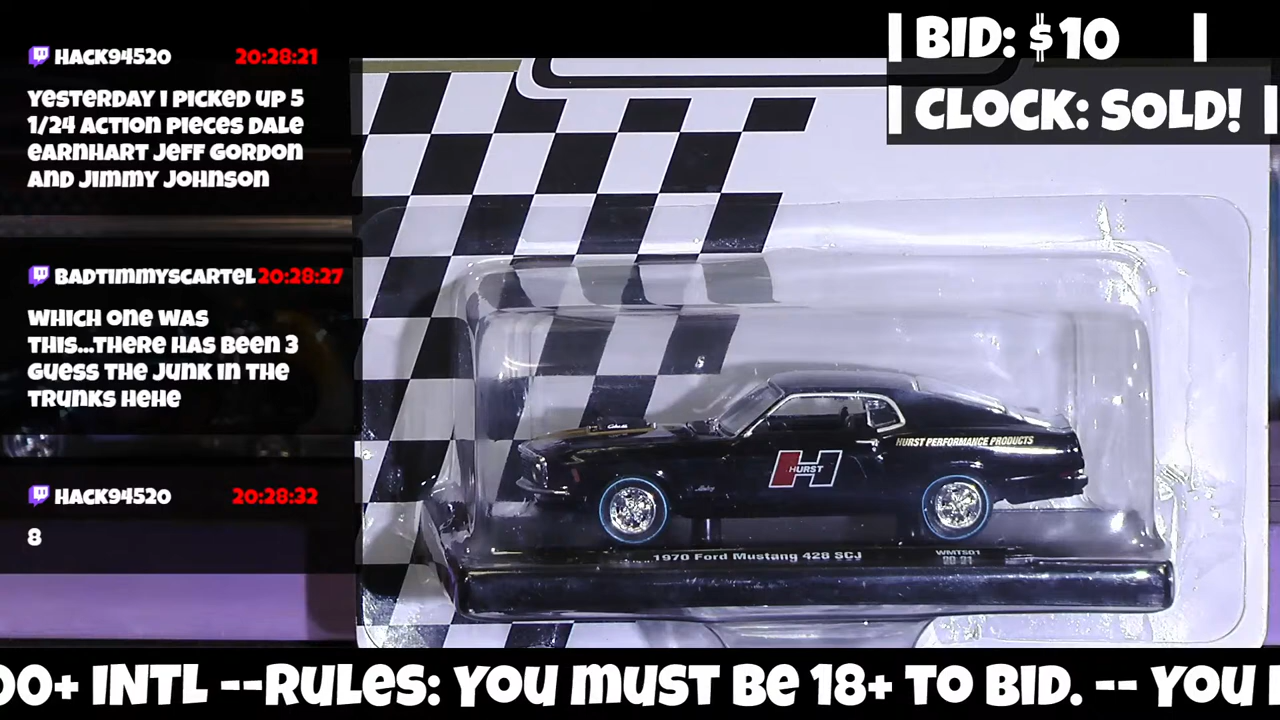 HACK94520 20:28:21
YESTERDAY I PICKED UP 5
1/24 ACTION PIECES DALE
EARNHART JEFF GORDON
AND JIMMY JOHNSON
BADTIMMYSCARTEL 20:28:27
WHICH ONE WAS
THIS...THERE HAS BEEN 3
GUESS THE JUNK IN THE
TRUNKS HEHE
HACK94520 20:28:32
8
| BID: $10 |
| CLOCK: SOLD! |
HURST PERFORMANCE PRODUCTS
H
HURST
1970 Ford Mustang 428 SCJ
WMTS01
20-21
00+ INTL --RULES: YOU MUST BE 18+ TO BID. -- YOU